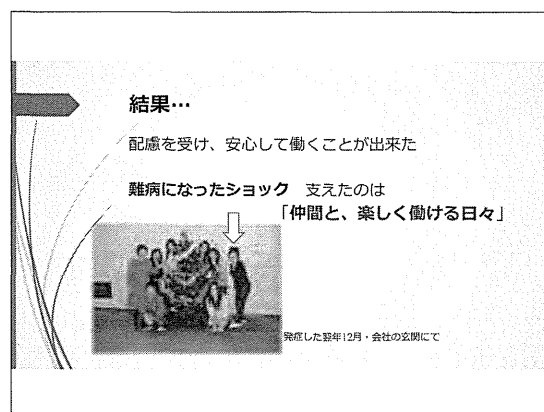 結果…
配慮を受け、安心して働くことが出来た
難病になったショック　支えたのは
「仲間と、楽しく働ける日々」
発症した翌年12月・会社の玄関にて